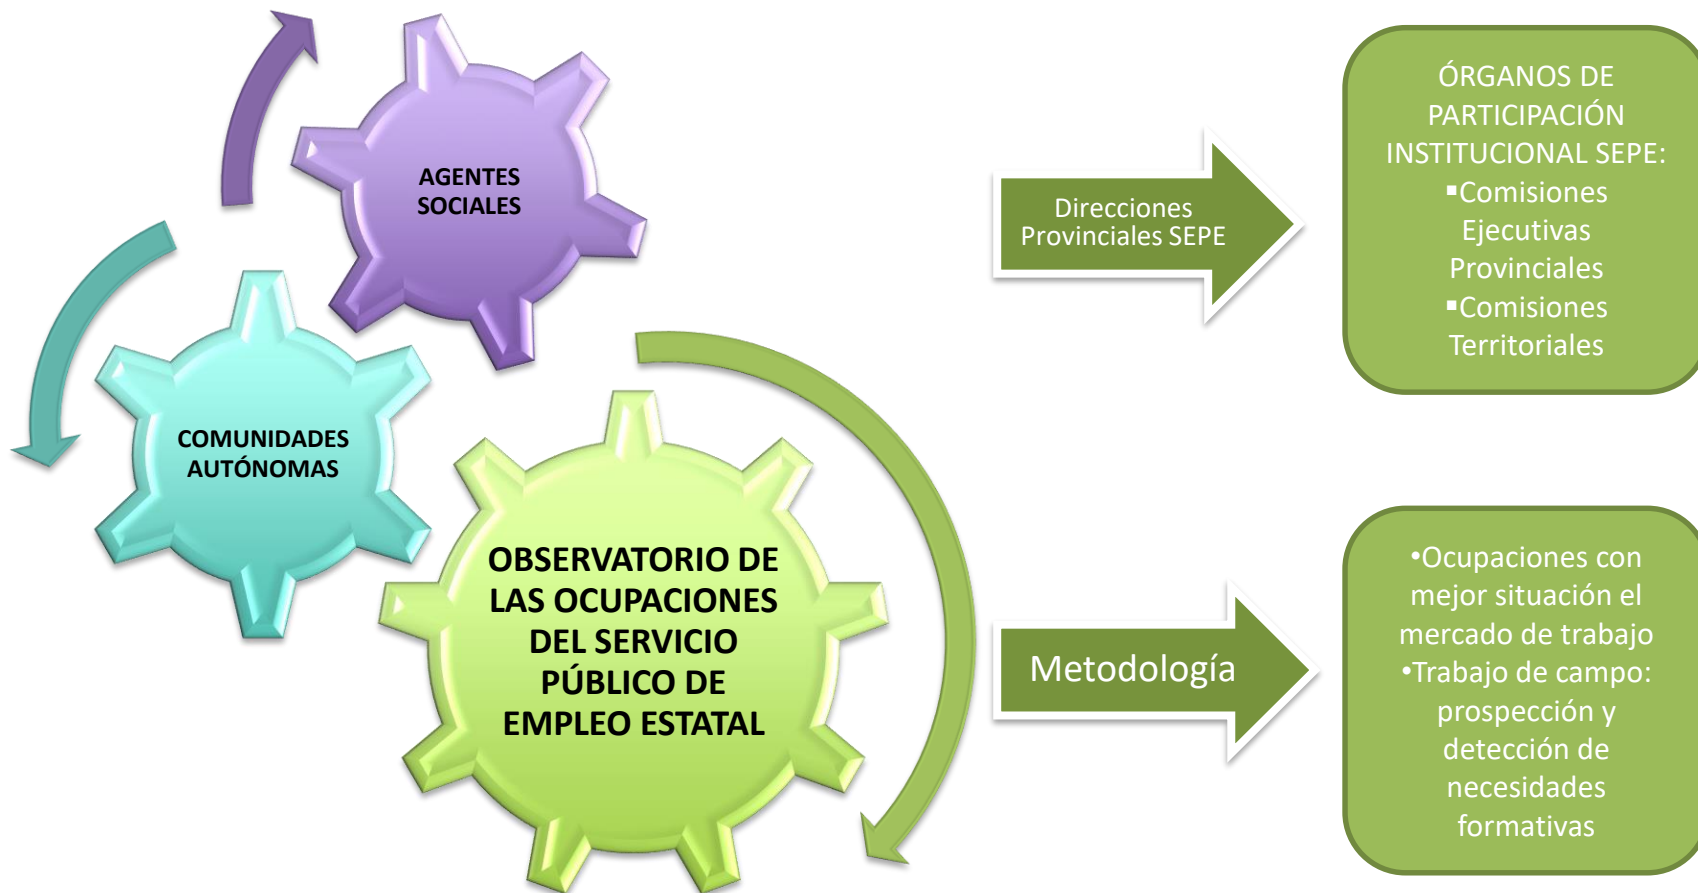 AGENTES
SOCIALES
COMUNIDADES
AUTÓNOMAS
OBSERVATORIO DE
LAS OCUPACIONES
DEL SERVICIO
PÚBLICO DE
EMPLEO ESTATAL
Direcciones
Provinciales SEPE
ÓRGANOS DE
PARTICIPACIÓN
INSTITUCIONAL SEPE:
▪Comisiones
Ejecutivas
Provinciales
▪Comisiones
Territoriales
Metodología
•Ocupaciones con
mejor situación el
mercado de trabajo
•Trabajo de campo:
prospección y
detección de
necesidades
formativas